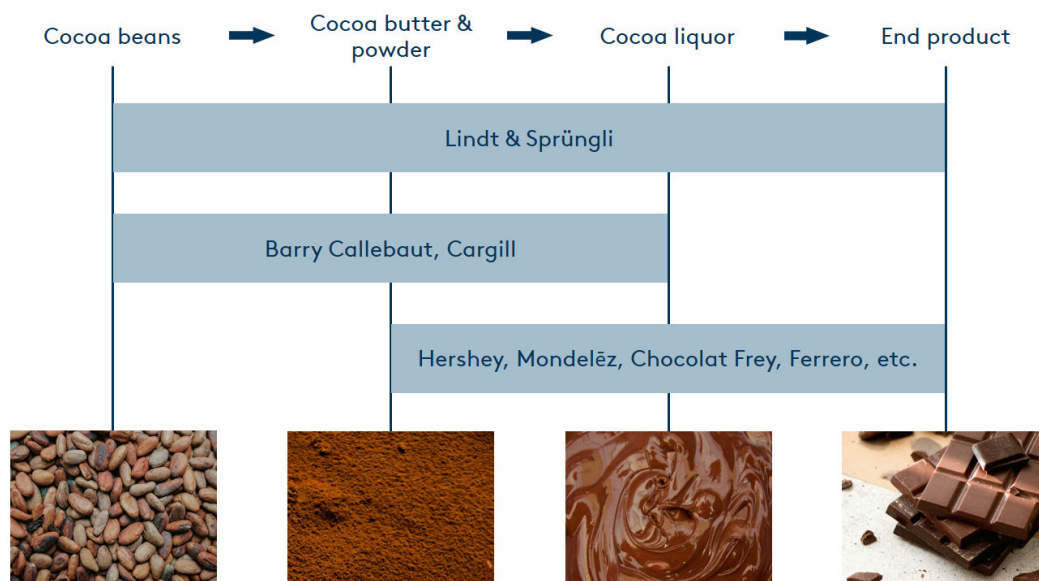 Cocoa beans
Cocoa butter &
powder
Cocoa liquor
End product
Lindt & Sprüngli
Barry Callebaut, Cargill
Hershey, Mondelēz, Chocolat Frey, Ferrero, etc.